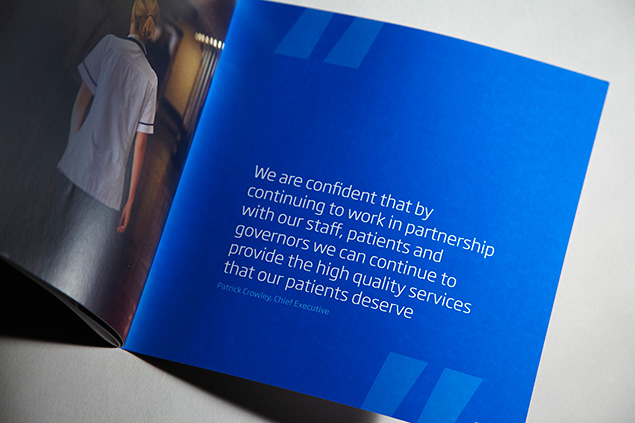 We are confident that by
continuing to work in partnership
with our staff, patients and
governors we can continue to
provide the high quality services
that our patients deserve
Patrick Crowley, Chief Executive